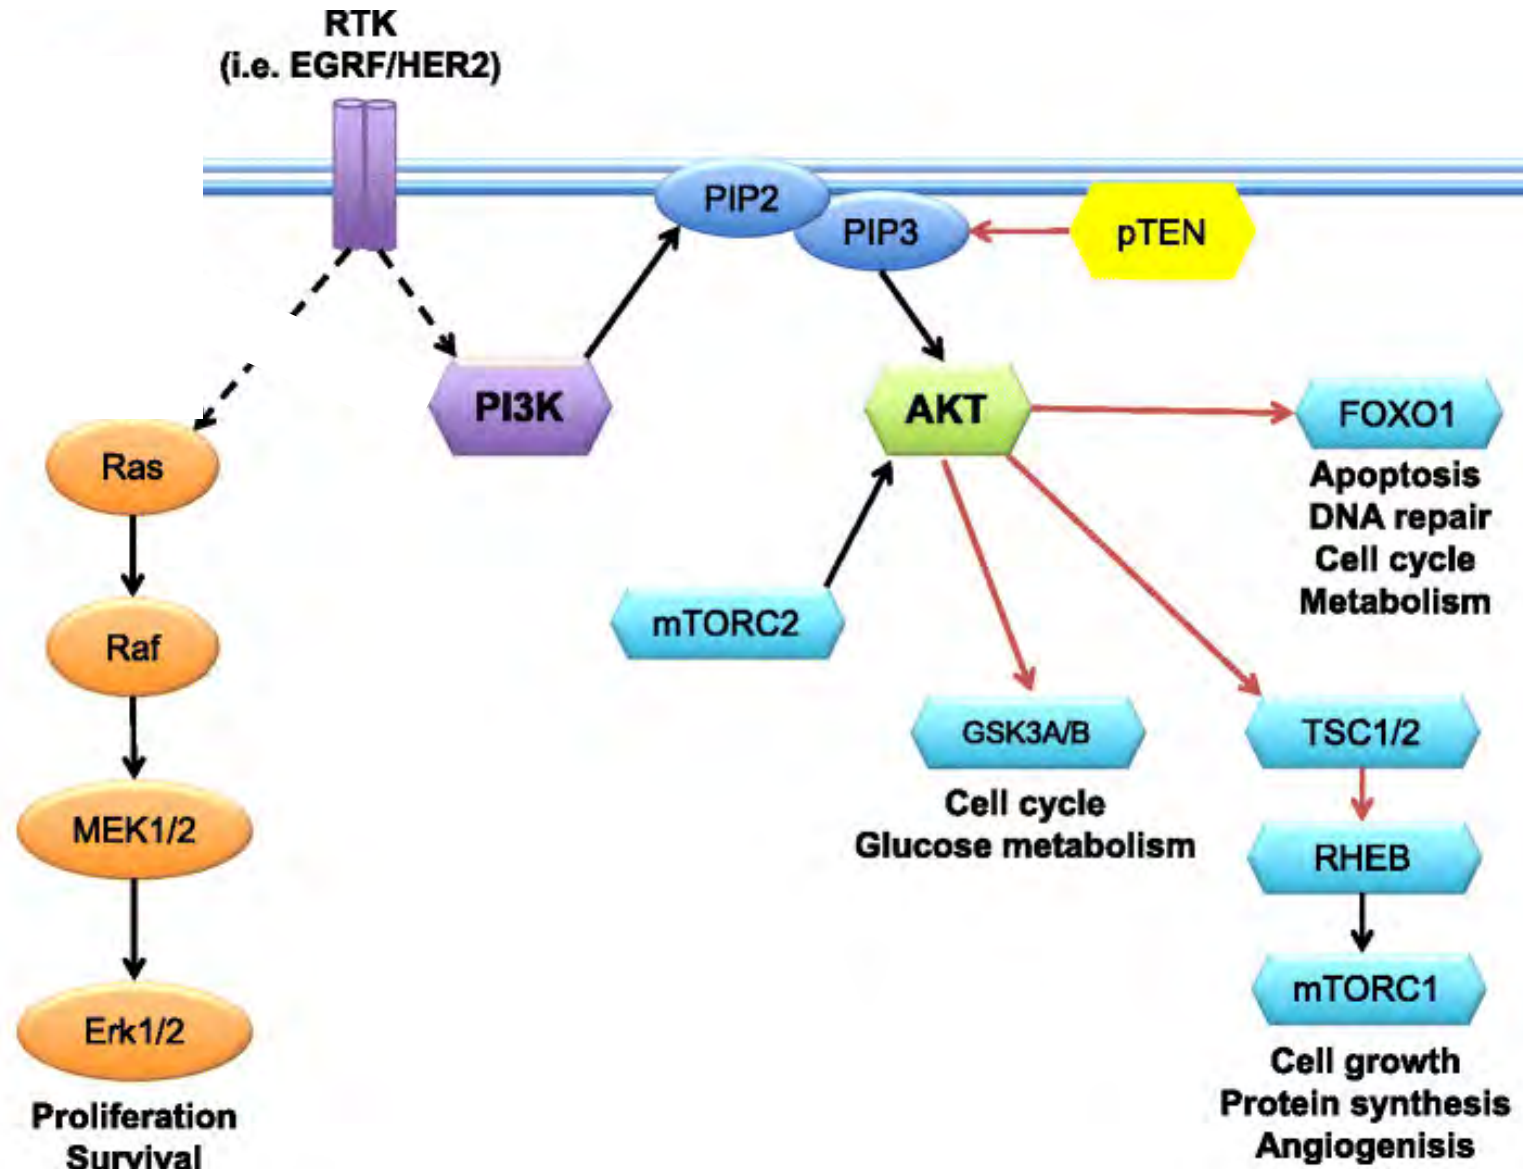 RTK
(i.e. EGRF/HER2)
PIP2
PIP3
pTEN
PI3K
AKT
FOXO1
Apoptosis
DNA repair
Cell cycle
Metabolism
Ras
Raf
mTORC2
MEK1/2
GSK3A/B
Cell cycle
Glucose metabolism
TSC1/2
RHEB
mTORC1
Cell growth
Protein synthesis
Angiogenisis
Erk1/2
Proliferation
Survival